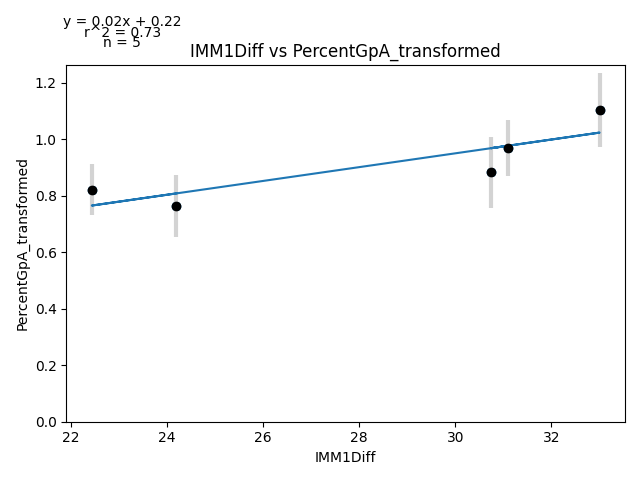 y = 0.02x + 0.22
r^2 = 0.73
n = 5
IMM1Diff vs PercentGpA_transformed
1.2
1.0
0.8
0.6
0.4
0.2
0.0
PercentGpA_transformed
22 24 26 28 30 32
IMM1Diff